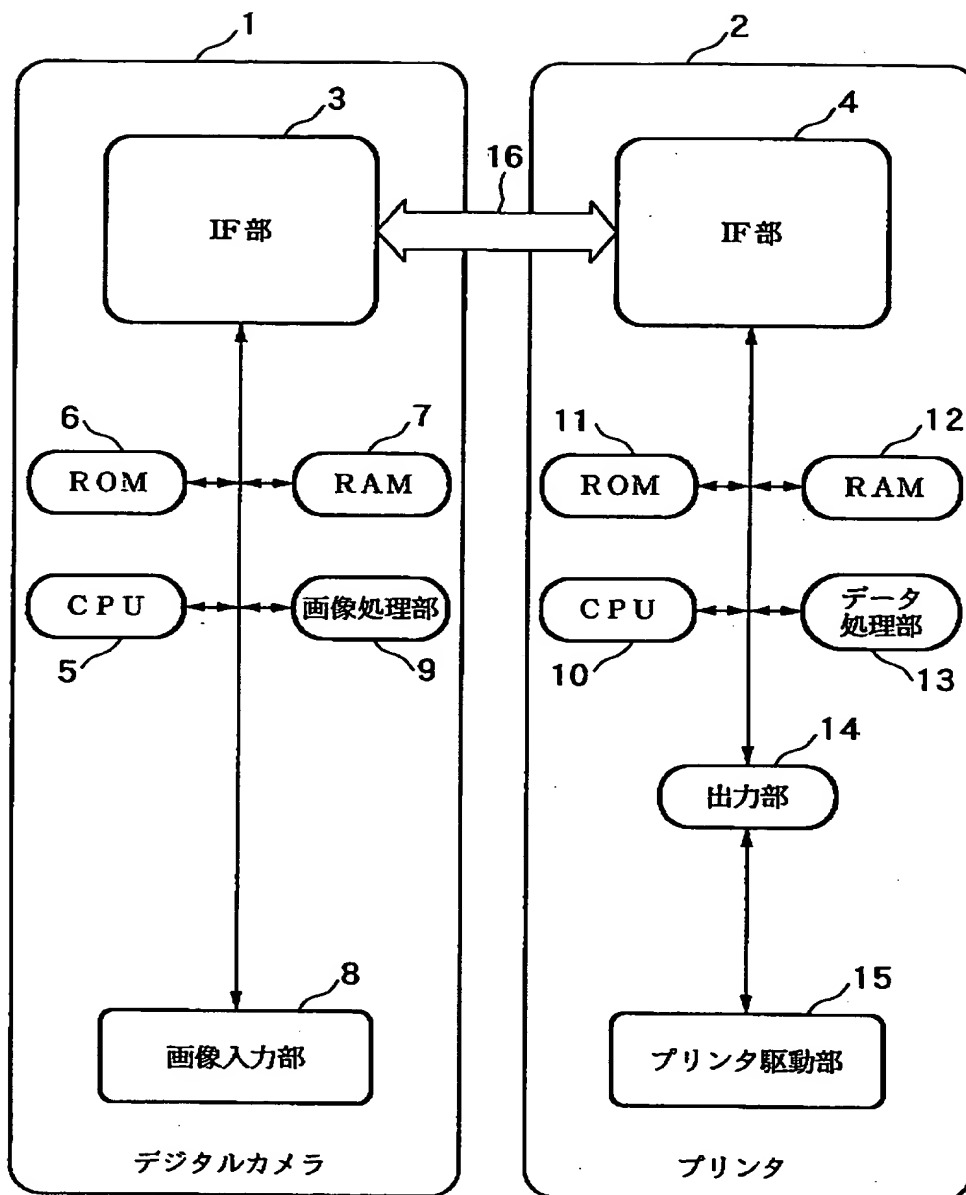 1
2
3
4
16
IF部
IF部
6
7
11
12
ROM
RAM
ROM
RAM
CPU
画像処理部
CPU
データ
処理部
5
9
10
13
14
出力部
8
15
画像入力部
プリンタ駆動部
デジタルカメラ
プリンタ